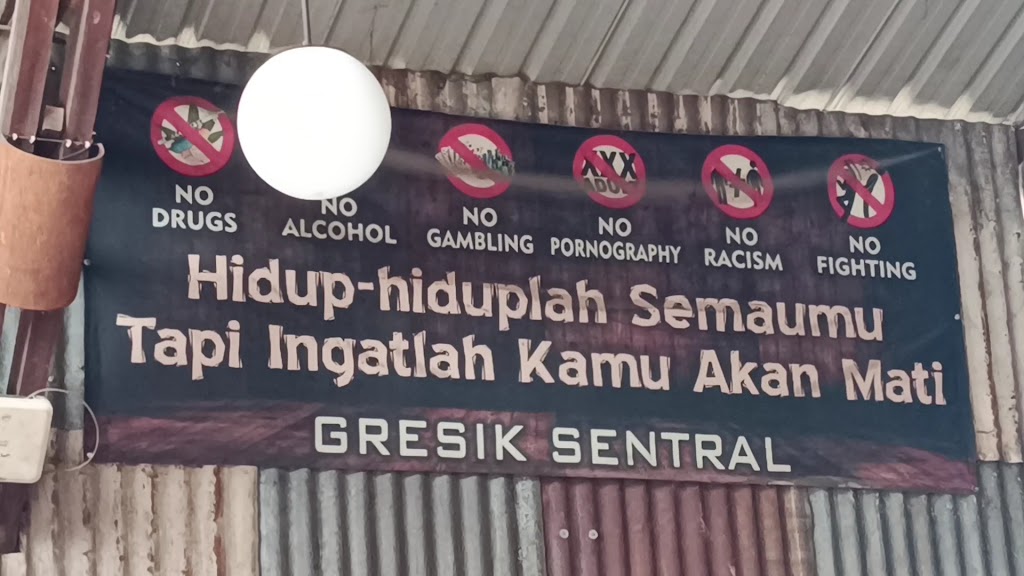 NO DRUGS
NO ALCOHOL
NO GAMBLING
XXX
NO PORNOGRAPHY
NO RACISM
NO FIGHTING
Hidup-hiduplah Semaumu
Tapi Ingatlah Kamu Akan Mati
GRESIK SENTRAL